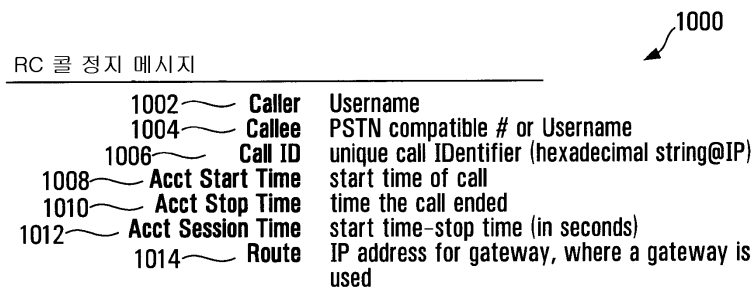 1000
RC 콜 정지 메시지
1002 Caller Username
1004 Callee PSTN compatible # or Username
1006 Call ID unique call IDentifier (hexadecimal string@IP)
1008 Acct Start Time start time of call
1010 Acct Stop Time time the call ended
1012 Acct Session Time start time-stop time (in seconds)
1014 Route IP address for gateway, where a gateway is
used